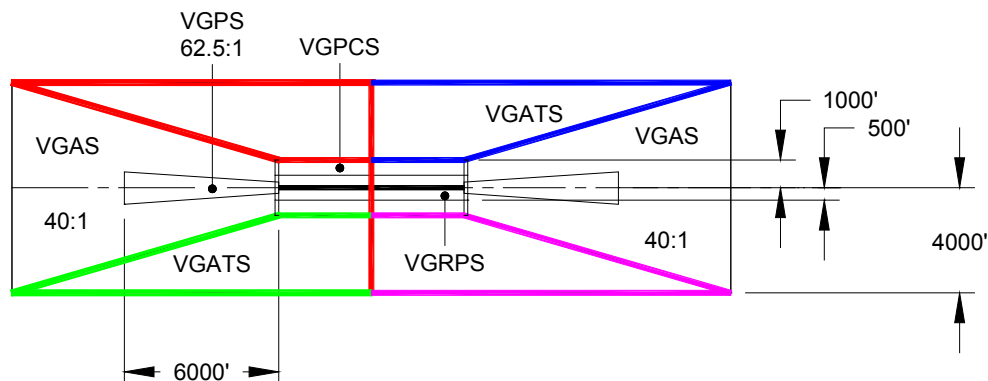 VGPS
62.5:1
VGPCS
VGATS
1000'
VGAS
VGAS
500'
40:1
40:1
4000'
VGATS
VGRPS
6000'